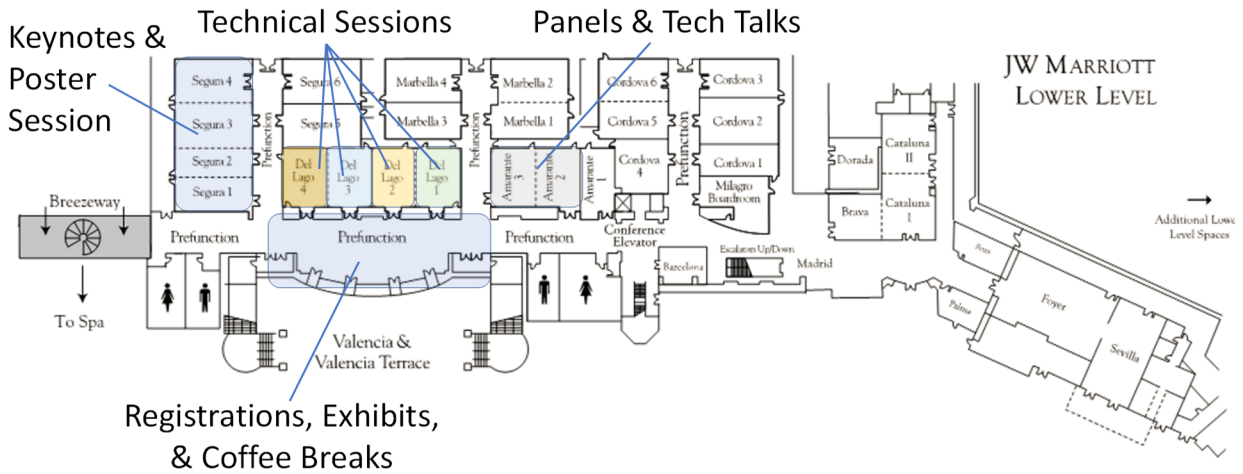 Keynotes &
Poster
Session
Technical Sessions
Panels & Tech Talks
JW MARRIOTT
LOWER LEVEL
Segura 4
Segura 3
Segura 2
Segura 1
Prefunction
Segura 6
Segura 5
Del
Lago
4
Del
Lago
3
Del
Lago
2
Del
Lago
1
Marbella 4
Marbella 3
Prefunction
Marbella 2
Marbella 1
Amarante
3
Amarante
2
Amarante
1
Cordova 6
Cordova 5
Cordova
4
Prefunction
Cordova 3
Cordova 2
Cordova 1
Milagro
Boardroom
Dorada
Brava
Cataluna
II
Cataluna
I
Additional Lowe
Level Spaces
Breezeway
To Spa
Prefunction
Prefunction
Prefunction
Conference
Elevator
Barcelona
Escalators Up/Down
Madrid
Palma
Foyer
Sevilla
Valencia &
Valencia Terrace
Registrations, Exhibits,
& Coffee Breaks